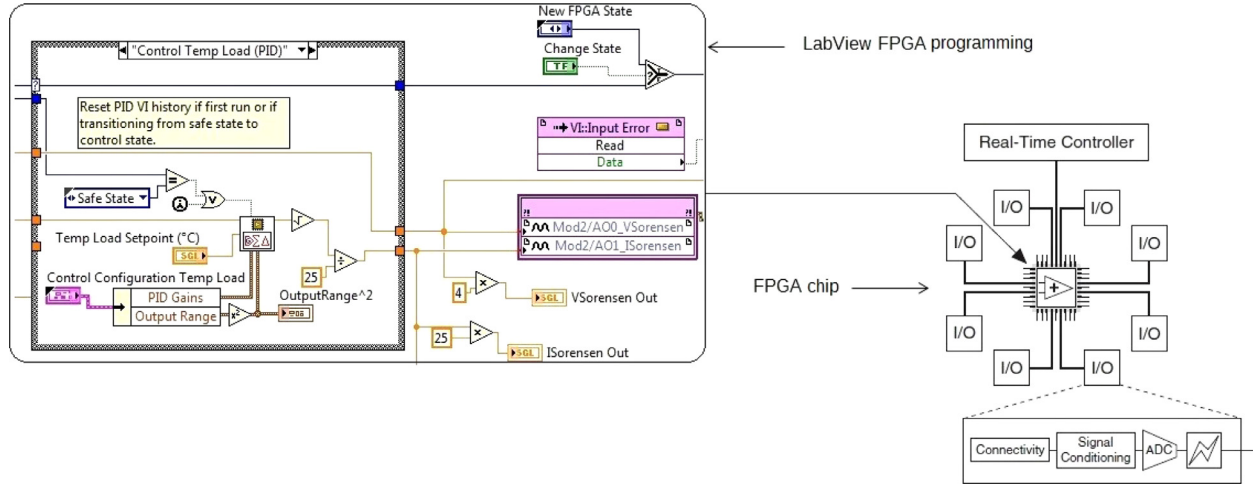 New FPGA State
"Control Temp Load (PID)"
Change State
TF
LabView FPGA programming
?
Reset PID VI history if first run or if
transitioning from safe state to
control state.
VI::Input Error
Read
Data
Real-Time Controller
Safe State
=
V
i
Mod2/AO0_VSorensen
Mod2/AO1_ISorensen
Temp Load Setpoint (°C)
SGL
25
÷
Control Configuration Temp Load
PID Gains
Output Range
x²
OutputRange^2
4
x
SGL
VSorensen Out
25
x
SGL
ISorensen Out
FPGA chip
+
I/O
I/O
I/O
I/O
I/O
I/O
I/O
I/O
Connectivity
Signal
Conditioning
ADC